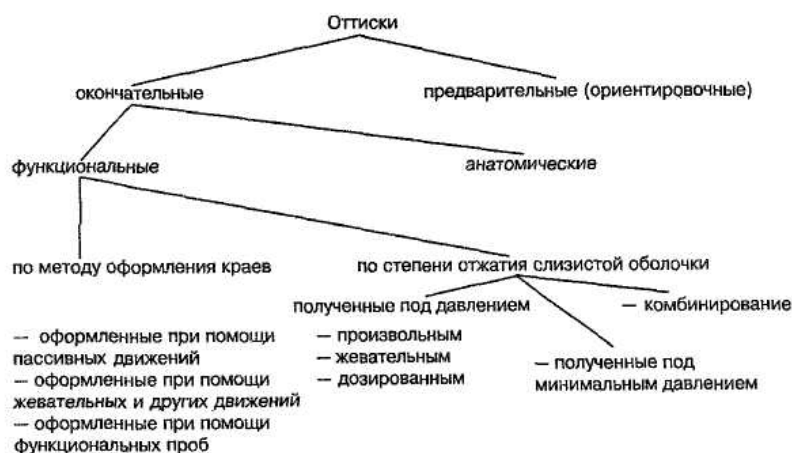 Оттиски
окончательные
предварительные (ориентировочные)
функциональные
анатомические
по методу оформления краев
по степени отжатия слизистой оболочки
— оформленные при помощи
пассивных движений
— оформленные при помощи
жевательных и других движений
— оформленные при помощи
функциональных проб
полученные под давлением
— произвольным
— жевательным
— дозированным
— комбинирование
— полученные под
минимальным давлением